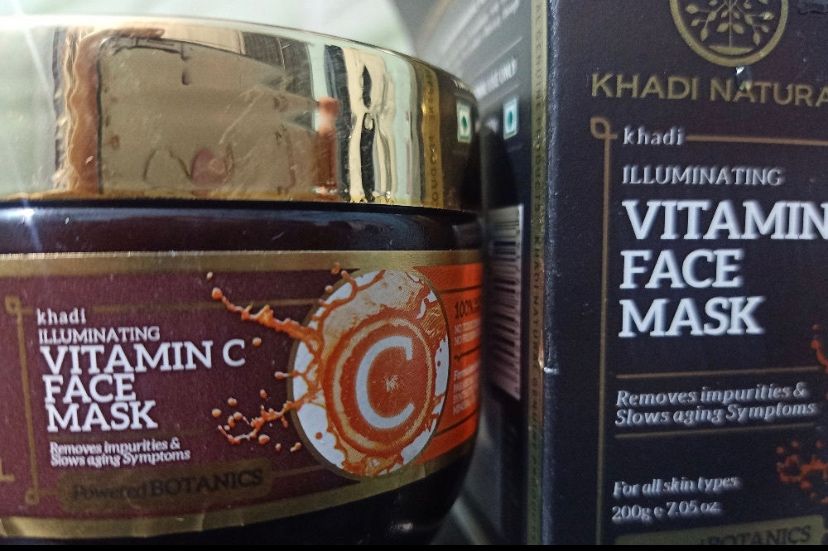 khadi
ILLUMINATING
VITAMIN C
FACE
MASK
Removes impurities &
Slows aging Symptoms
Powered BOTANICS
C
100%
KHADI NATURA
khadi
ILLUMINATING
VITAMIN
FACE
MASK
Removes impurities &
Slows aging Symptoms
For all skin types
200g e 7.05 oz
BOTANICS